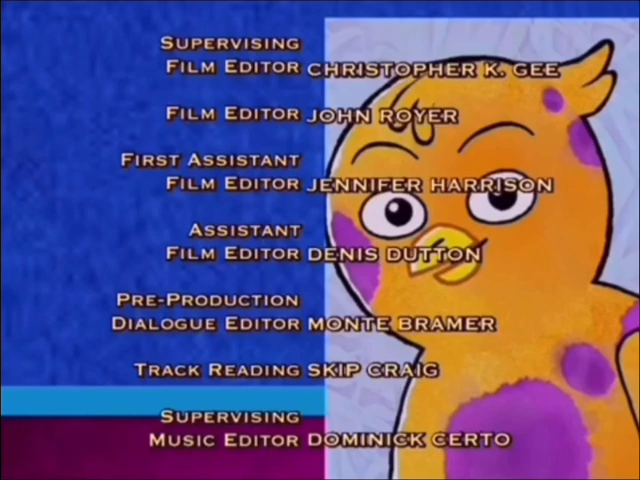 SUPERVISING
FILM EDITOR CHRISTOPHER K. GEE
FILM EDITOR JOHN ROYER
FIRST ASSISTANT
FILM EDITOR JENNIFER HARRISON
ASSISTANT
FILM EDITOR DENIS DUTTON
PRE-PRODUCTION
DIALOGUE EDITOR MONTE BRAMER
TRACK READING SKIP CRAIG
SUPERVISING
MUSIC EDITOR DOMINICK CERTO